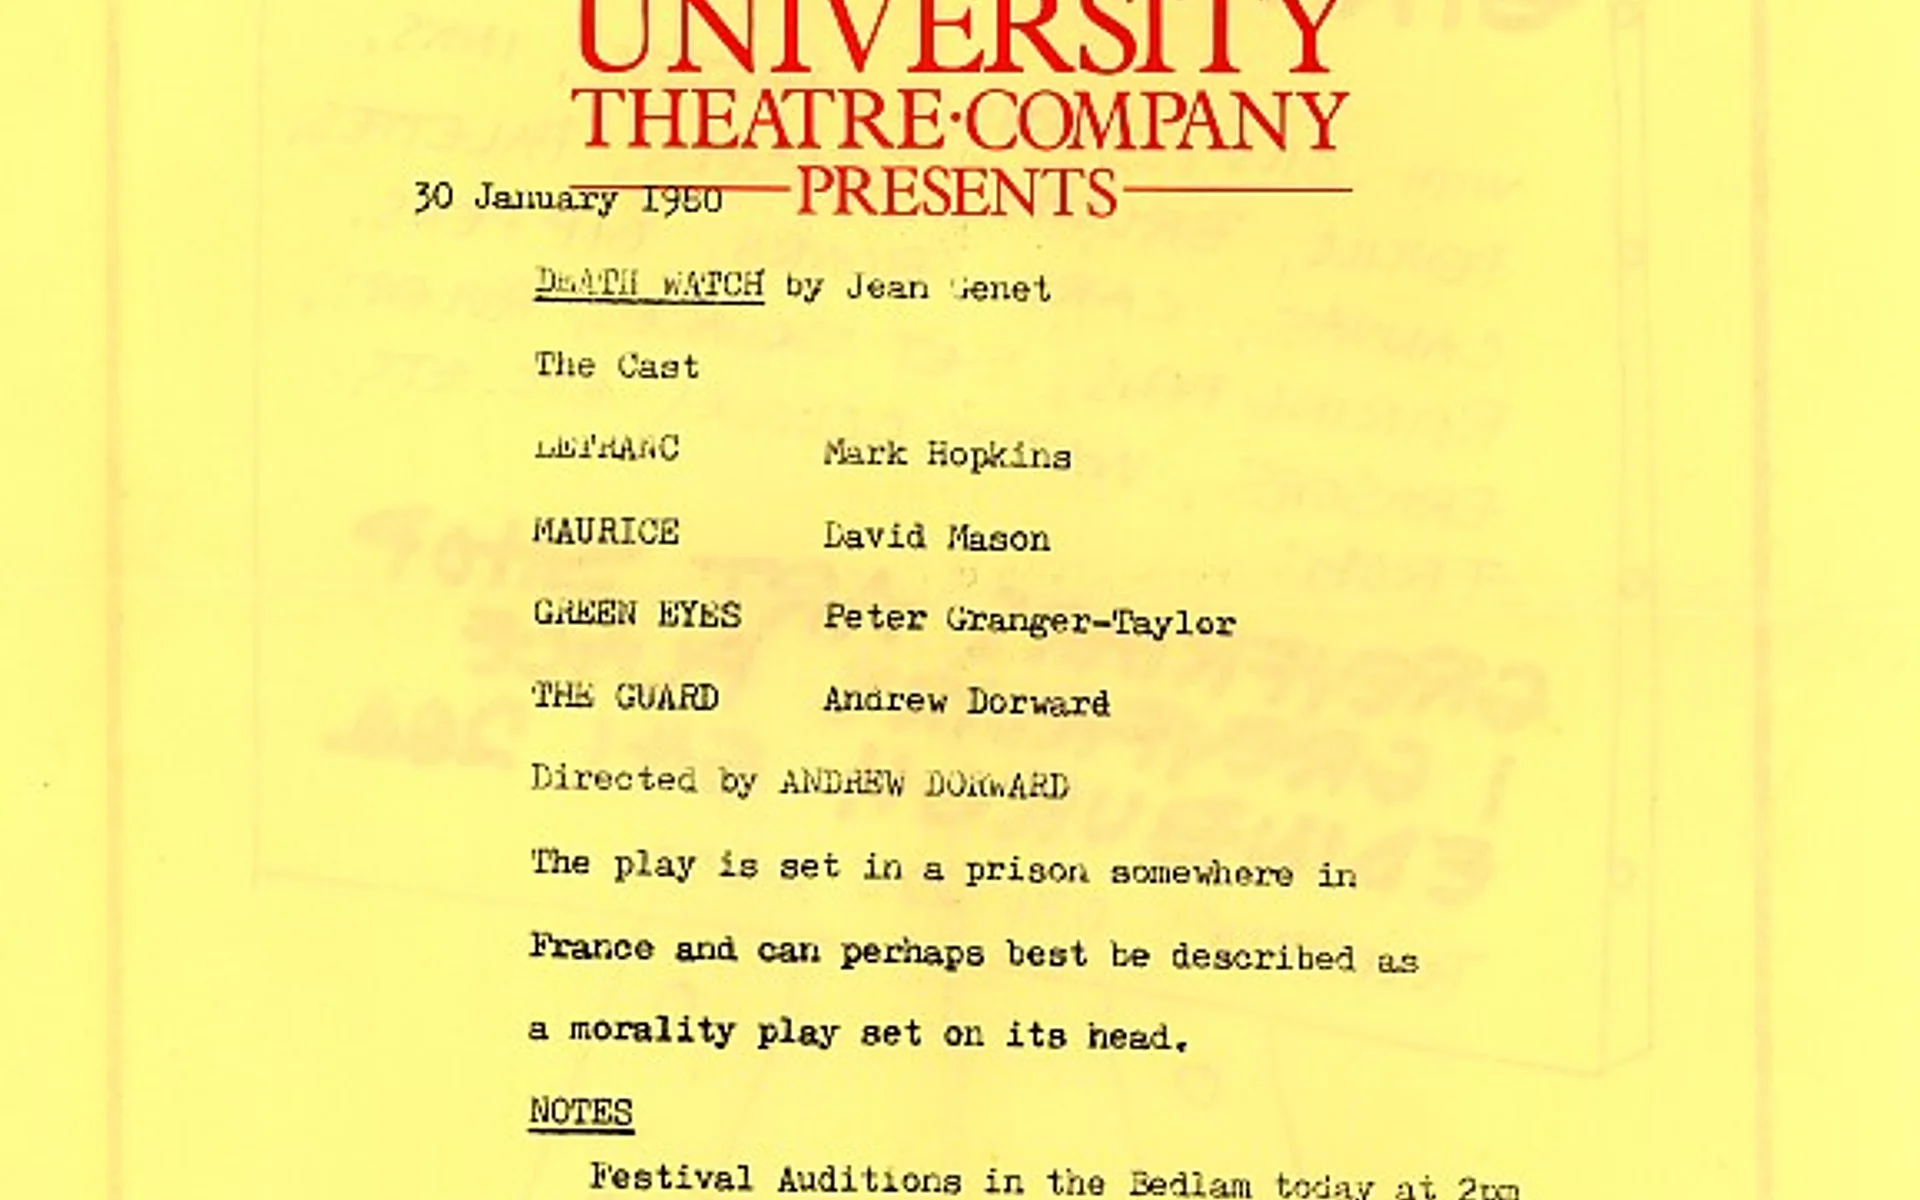 UNIVERSITY
THEATRE·COMPANY
PRESENTS
30 January 1980
DEATH WATCH by Jean Genet
The Cast
LEFRANC Mark Hopkins
MAURICE David Mason
GREEN EYES Peter Granger-Taylor
THE GUARD Andrew Dorward
Directed by ANDREW DORWARD
The play is set in a prison somewhere in
France and can perhaps best be described as
a morality play set on its head.
NOTES
Festival Auditions in the Bedlam today at 2pm